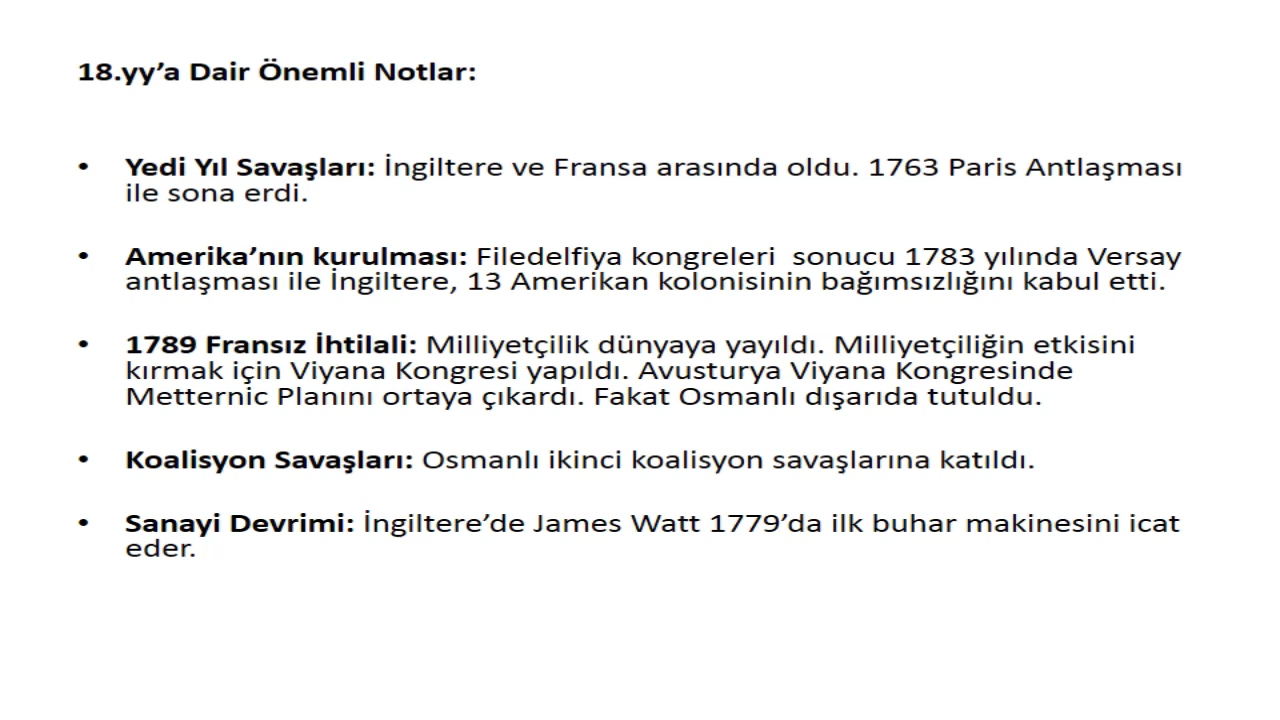 18.yy’a Dair Önemli Notlar:
• Yedi Yıl Savaşları: İngiltere ve Fransa arasında oldu. 1763 Paris Antlaşması
ile sona erdi.
• Amerika’nın kurulması: Filedelfiya kongreleri  sonucu 1783 yılında Versay
antlaşması ile İngiltere, 13 Amerikan kolonisinin bağımsızlığını kabul etti.
• 1789 Fransız İhtilali: Milliyetçilik dünyaya yayıldı. Milliyetçiliğin etkisini
kırmak için Viyana Kongresi yapıldı. Avusturya Viyana Kongresinde
Metternic Planını ortaya çıkardı. Fakat Osmanlı dışarıda tutuldu.
• Koalisyon Savaşları: Osmanlı ikinci koalisyon savaşlarına katıldı.
• Sanayi Devrimi: İngiltere’de James Watt 1779’da ilk buhar makinesini icat
eder.